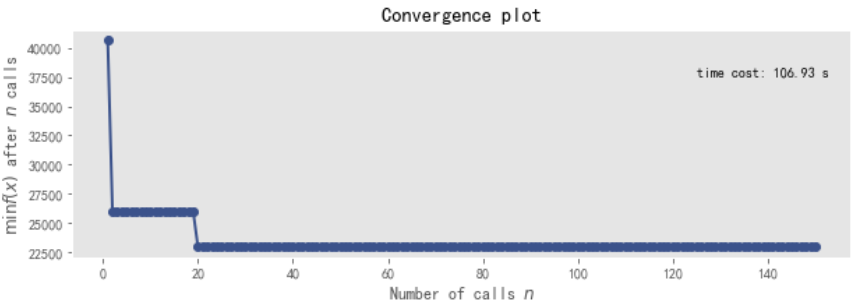 Convergence plot
time cost: 106.93 s
40000
37500
35000
32500
30000
27500
25000
22500
min f(x) after n calls
0 20 40 60 80 100 120 140
Number of calls n